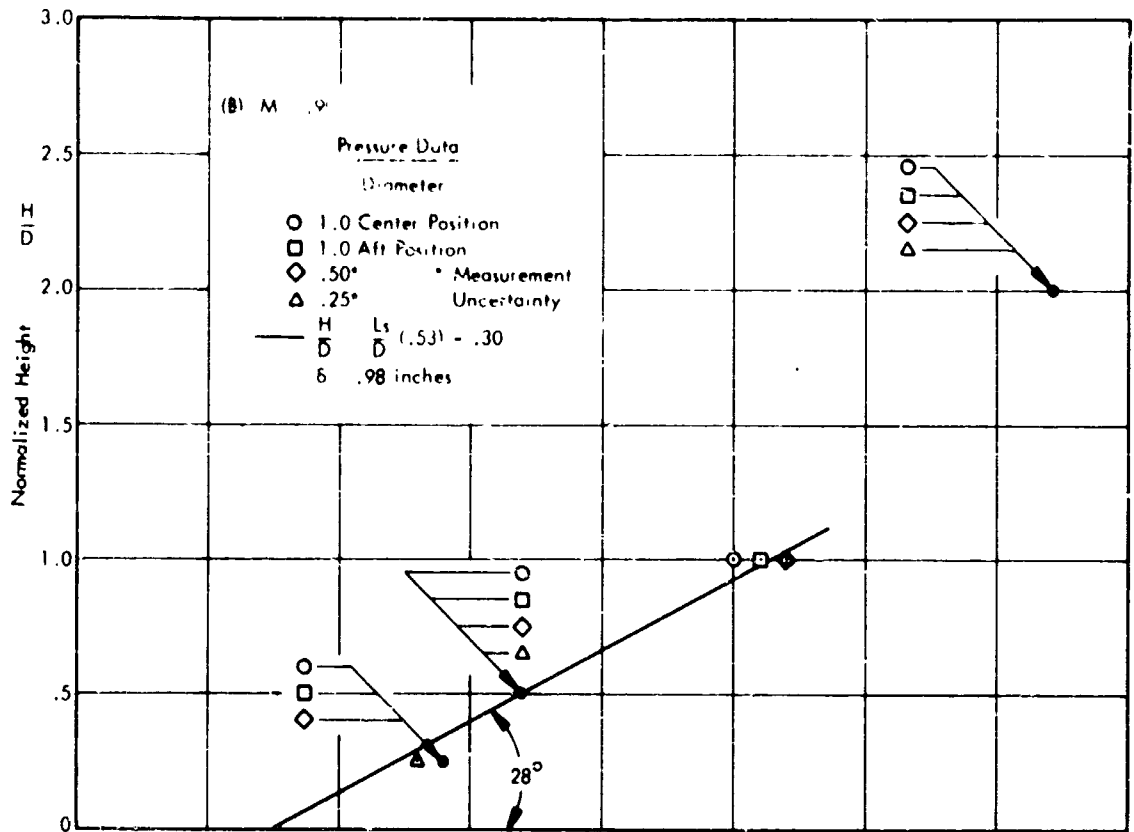 3.0
2.5
2.0
1.5
1.0
.5
0
Normalized Height H D
(B) M .9
Pressure Data
Diameter
1.0 Center Position
1.0 Aft Position
.50* * Measurement
.25* Uncertainty
H/D Ls/D (.53) - .30
δ .98 inches
28°